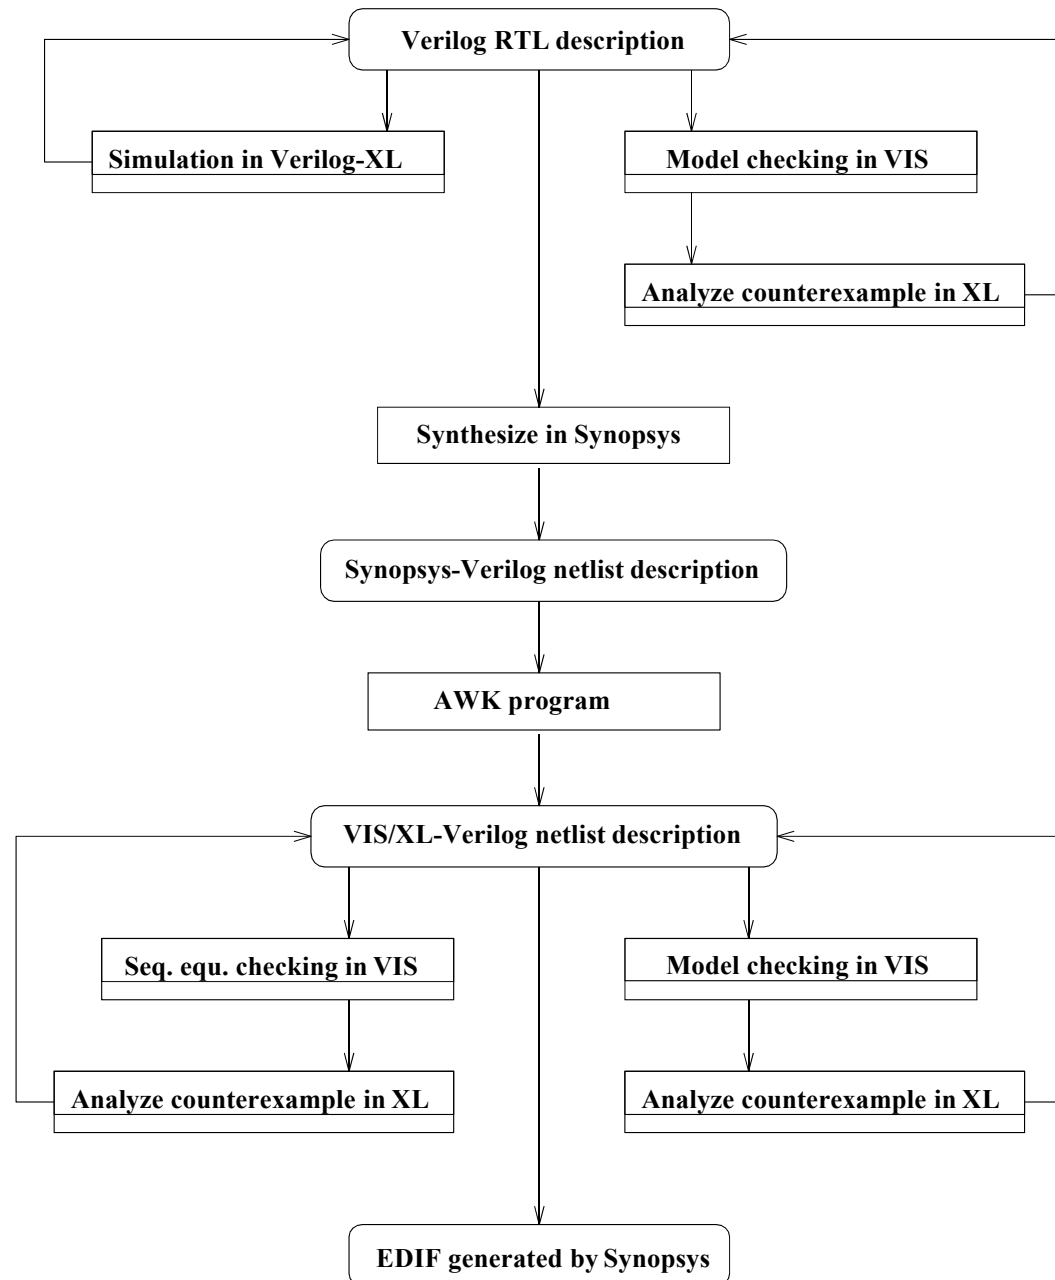 Verilog RTL description
Simulation in Verilog-XL
Model checking in VIS
Analyze counterexample in XL
Synthesize in Synopsys
Synopsys-Verilog netlist description
AWK program
VIS/XL-Verilog netlist description
Seq. equ. checking in VIS
Model checking in VIS
Analyze counterexample in XL
Analyze counterexample in XL
EDIF generated by Synopsys